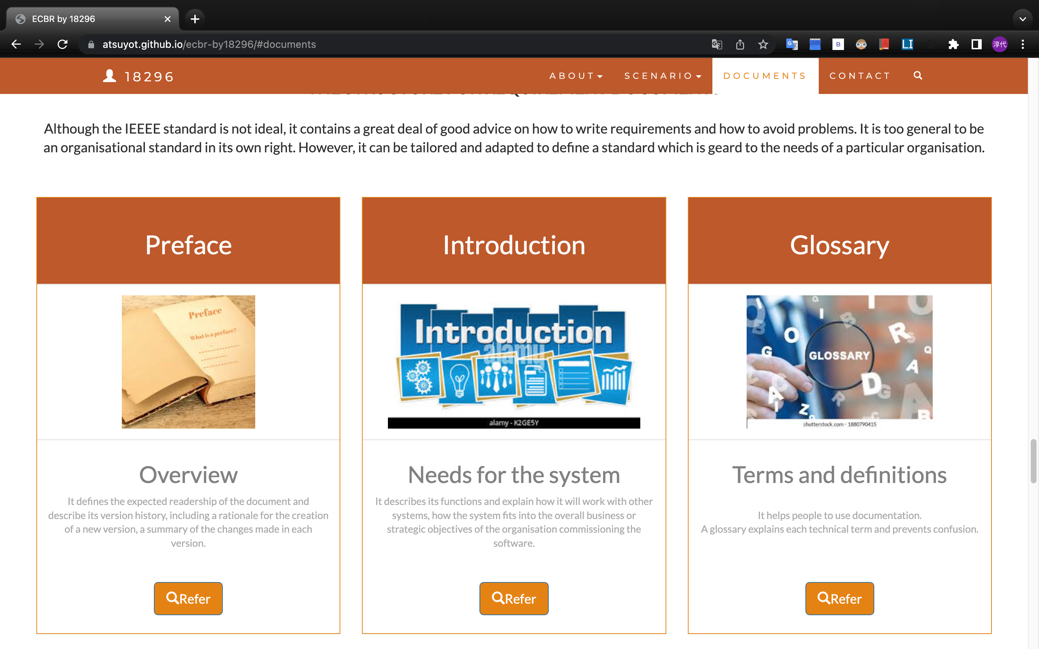 ECBR by 18296
atsuyot.github.io/ecbr-by18296/#documents
B
LI
淳代
18296
ABOUT
SCENARIO
DOCUMENTS
CONTACT
Although the IEEEE standard is not ideal, it contains a great deal of good advice on how to write requirements and how to avoid problems. It is too general to be
an organisational standard in its own right. However, it can be tailored and adapted to define a standard which is geard to the needs of a particular organisation.
Preface
Introduction
Glossary
Preface
What is a preface?
Introduction
alamy
alamy - K2GE5Y
GLOSSARY
shutterstock.com · 1880790415
Overview
It defines the expected readership of the document and
describe its version history, including a rationale for the creation
of a new version, a summary of the changes made in each
version.
Refer
Needs for the system
It describes its functions and explain how it will work with other
systems, how the system fits into the overall business or
strategic objectives of the organisation commissioning the
software.
Refer
Terms and definitions
It helps people to use documentation.
A glossary explains each technical term and prevents confusion.
Refer